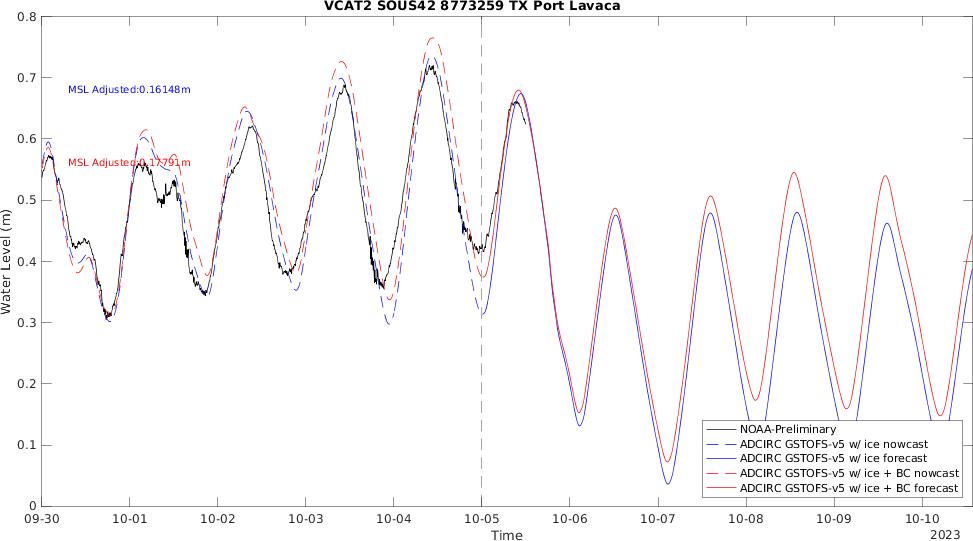 VCAT2 SOUS42 8773259 TX Port Lavaca
0.8
0.7
0.6
0.5
0.4
0.3
0.2
0.1
0
Water Level (m)
MSL Adjusted:0.16148m
MSL Adjusted:0.17791m
NOAA-Preliminary
ADCIRC GSTOFS-v5 w/ ice nowcast
ADCIRC GSTOFS-v5 w/ ice forecast
ADCIRC GSTOFS-v5 w/ ice + BC nowcast
ADCIRC GSTOFS-v5 w/ ice + BC forecast
09-30 10-01 10-02 10-03 10-04 10-05 10-06 10-07 10-08 10-09 10-10
Time
2023